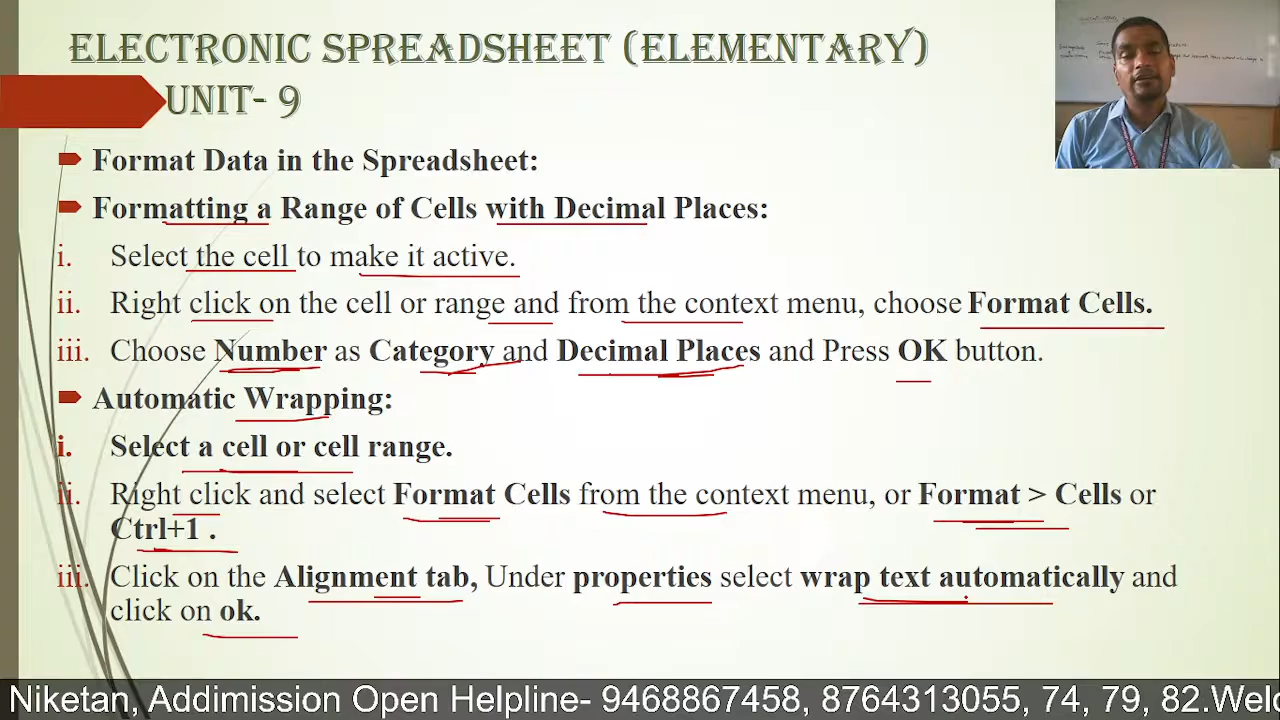 Electronic Spreadsheet (Elementary)
Unit- 9
Format Data in the Spreadsheet:
Formatting a Range of Cells with Decimal Places:
i. Select the cell to make it active.
ii. Right click on the cell or range and from the context menu, choose Format Cells.
iii. Choose Number as Category and Decimal Places and Press OK button.
Automatic Wrapping:
i. Select a cell or cell range.
ii. Right click and select Format Cells from the context menu, or Format > Cells or
Ctrl+1 .
iii. Click on the Alignment tab, Under properties select wrap text automatically and
click on ok.
Niketan, Addimission Open Helpline- 9468867458, 8764313055, 74, 79, 82.Welc